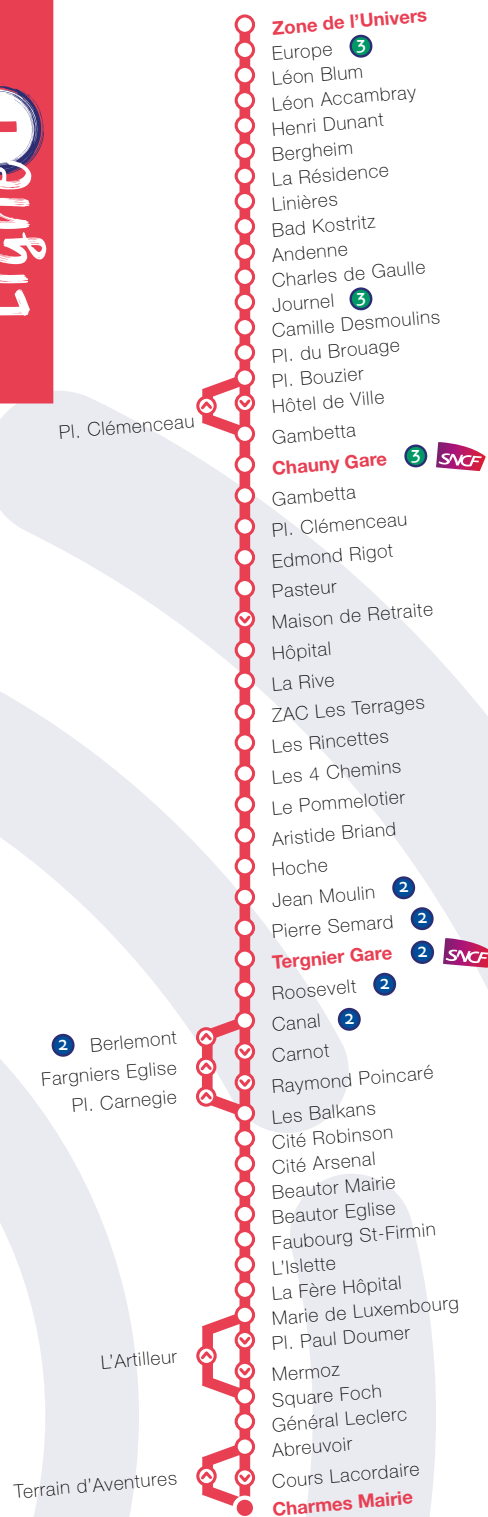 Ligne
1
Zone de l'Univers
Europe 3
Léon Blum
Léon Accambray
Henri Dunant
Bergheim
La Résidence
Linières
Bad Kostritz
Andenne
Charles de Gaulle
Journel 3
Camille Desmoulins
Pl. du Brouage
Pl. Bouzier
Hôtel de Ville
Pl. Clémenceau
Gambetta
Chauny Gare 3 SNCF
Gambetta
Pl. Clémenceau
Edmond Rigot
Pasteur
Maison de Retraite
Hôpital
La Rive
ZAC Les Terrages
Les Rincettes
Les 4 Chemins
Le Pommelotier
Aristide Briand
Hoche
Jean Moulin 2
Pierre Semard 2
Tergnier Gare 2 SNCF
Roosevelt 2
Canal 2
2 Berlemont
Carnot
Fargniers Eglise
Raymond Poincaré
Pl. Carnegie
Les Balkans
Cité Robinson
Cité Arsenal
Beautor Mairie
Beautor Eglise
Faubourg St-Firmin
L'Islette
La Fère Hôpital
Marie de Luxembourg
Pl. Paul Doumer
L'Artilleur
Mermoz
Square Foch
Général Leclerc
Abreuvoir
Cours Lacordaire
Terrain d'Aventures
Charmes Mairie